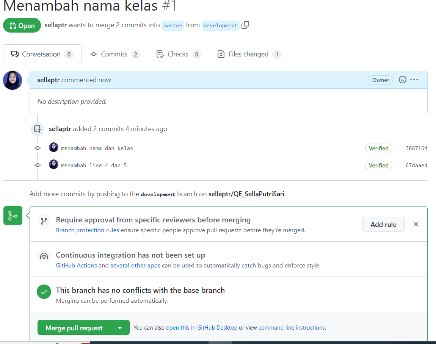 Menambah nama kelas #1
Open sellaptr wants to merge 2 commits into master from development
Conversation 0 Commits 2 Checks 0 Files changed 1
sellaptr commented now Owner
No description provided.
sellaptr added 2 commits 4 minutes ago
menambah nama dan kelas Verified 3867164
menambah line 4 dan 5 Verified
Add more commits by pushing to the development branch on sellaptr/QE_SellaPutriSari.
Require approval from specific reviewers before merging
Branch protection rules ensure specific people approve pull requests before they're merged.
Add rule
Continuous integration has not been set up
GitHub Actions and several other apps can be used to automatically catch bugs and enforce style.
This branch has no conflicts with the base branch
Merging can be performed automatically.
Merge pull request You can also open this in GitHub Desktop or view command line instructions.